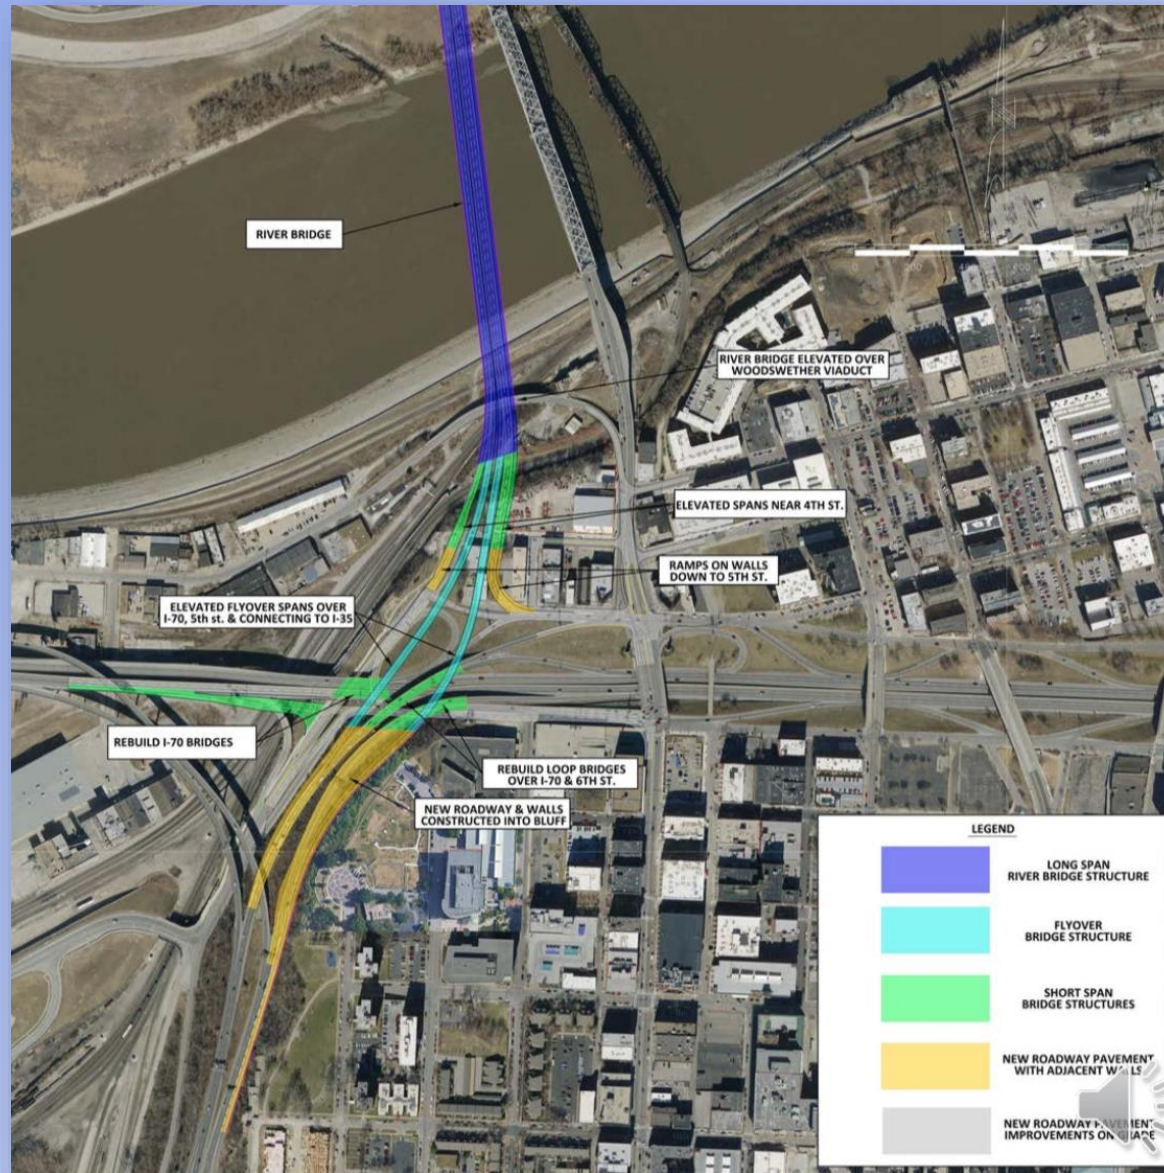 RIVER BRIDGE
RIVER BRIDGE ELEVATED OVER
WOODSWETHER VIADUCT
ELEVATED SPANS NEAR 4TH ST.
RAMPS ON WALLS
DOWN TO 5TH ST.
ELEVATED FLYOVER SPANS OVER
I-70, 5th st. & CONNECTING TO I-35
REBUILD I-70 BRIDGES
REBUILD LOOP BRIDGES
OVER I-70 & 6TH ST.
NEW ROADWAY & WALLS
CONSTRUCTED INTO BLUFF
LEGEND
LONG SPAN
RIVER BRIDGE STRUCTURE
FLYOVER
BRIDGE STRUCTURE
SHORT SPAN
BRIDGE STRUCTURES
NEW ROADWAY PAVEMENT
WITH ADJACENT WALLS
NEW ROADWAY PAVEMENT
IMPROVEMENTS ON GRADE